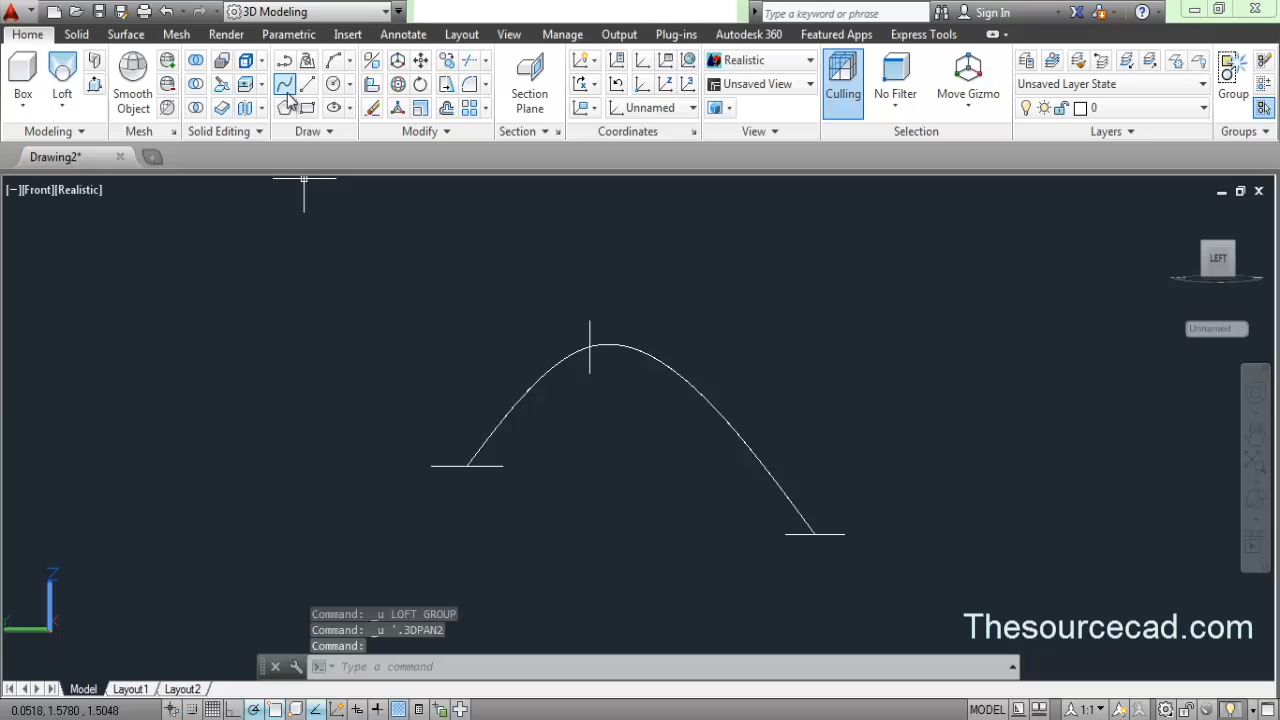 3D Modeling
Type a keyword or phrase
Sign In
Home Solid Surface Mesh Render Parametric Insert Annotate Layout View Manage Output Plug-ins Autodesk 360 Featured Apps Express Tools
Box
Loft
Smooth
Object
Section
Plane
Unnamed
Realistic
Unsaved View
Culling
No Filter
Move Gizmo
Unsaved Layer State
0
Group
Modeling Mesh Solid Editing Draw Modify Section Coordinates View Selection Layers Groups
Drawing2*
[−][Front][Realistic]
LEFT
Unnamed
Z
Y
X
Command: _u LOFT GROUP
Command: _u '.3DPAN2
Command:
Type a command
Thesourcecad.com
Model Layout1 Layout2
0.0518, 1.5780, 1.5048
MODEL
1:1